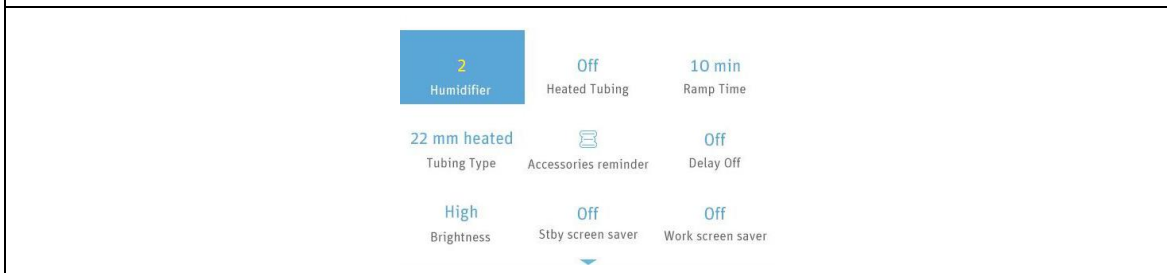 2 Off 10 min
Humidifier Heated Tubing Ramp Time
22 mm heated Off
Tubing Type Accessories reminder Delay Off
High Off Off
Brightness Stby screen saver Work screen saver